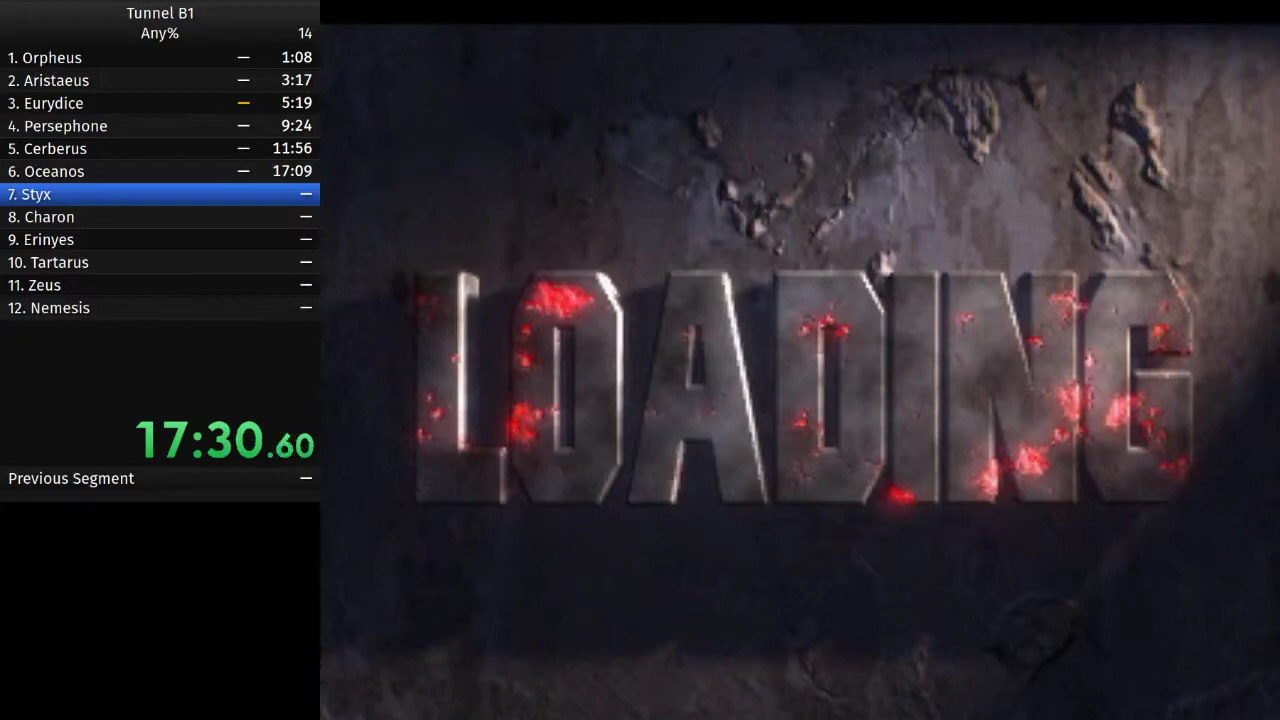 Tunnel B1
Any% 14
1. Orpheus — 1:08
2. Aristaeus — 3:17
3. Eurydice — 5:19
4. Persephone — 9:24
5. Cerberus — 11:56
6. Oceanos — 17:09
7. Styx —
8. Charon —
9. Erinyes —
10. Tartarus —
11. Zeus —
12. Nemesis —
17:30.60
Previous Segment —
LOADING